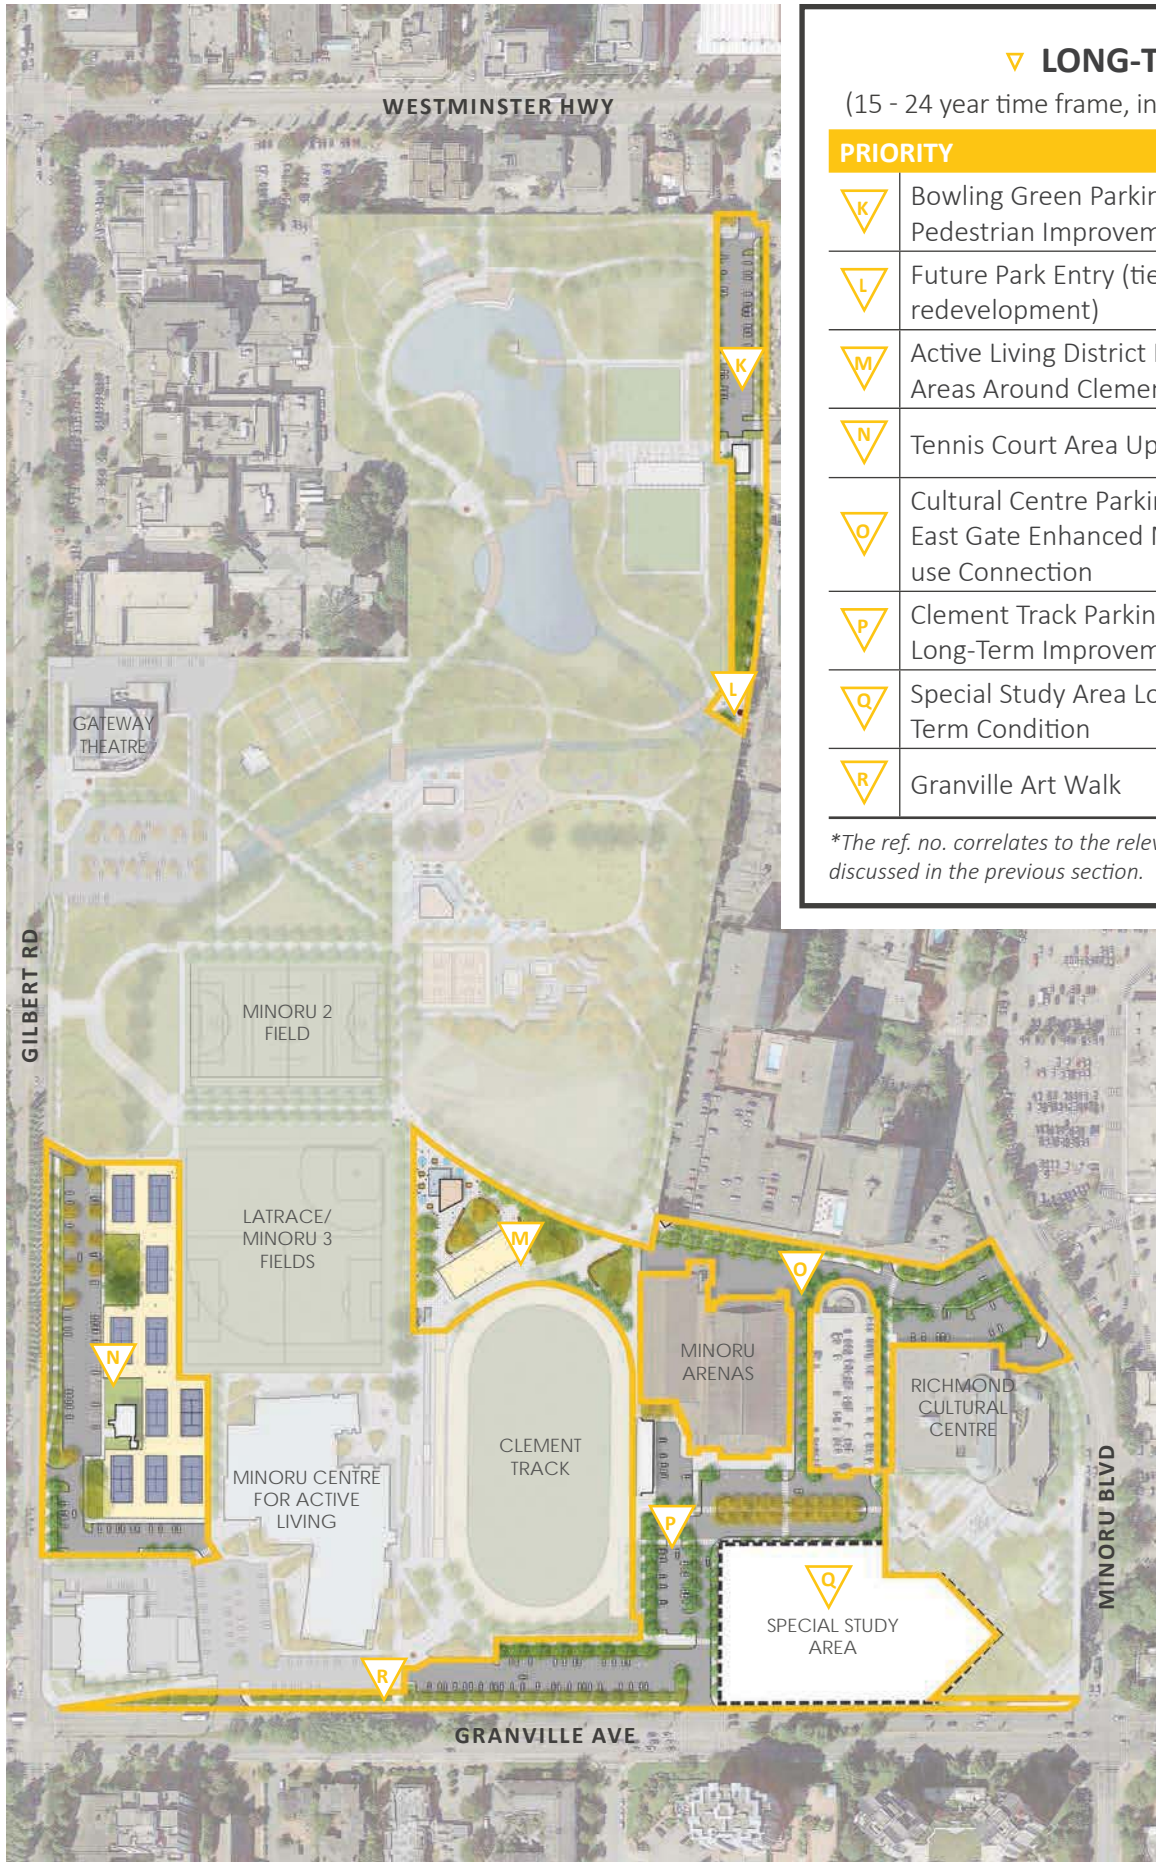 WESTMINSTER HWY
LONG-T
(15 - 24 year time frame, in
PRIORITY
K
Bowling Green Parkin
Pedestrian Improvem
L
Future Park Entry (tie
redevelopment)
M
Active Living District
Areas Around Clemen
N
Tennis Court Area Up
O
Cultural Centre Parkin
East Gate Enhanced M
use Connection
P
Clement Track Parkin
Long-Term Improvem
Q
Special Study Area Lo
Term Condition
R
Granville Art Walk
*The ref. no. correlates to the relev
discussed in the previous section.
K
L
GATEWAY
THEATRE
GILBERT RD
MINORU 2
FIELD
LATRACE/
MINORU 3
FIELDS
M
O
N
MINORU
ARENAS
RICHMOND
CULTURAL
CENTRE
CLEMENT
TRACK
MINORU CENTRE
FOR ACTIVE
LIVING
MINORU BLVD
P
Q
SPECIAL STUDY
AREA
R
GRANVILLE AVE